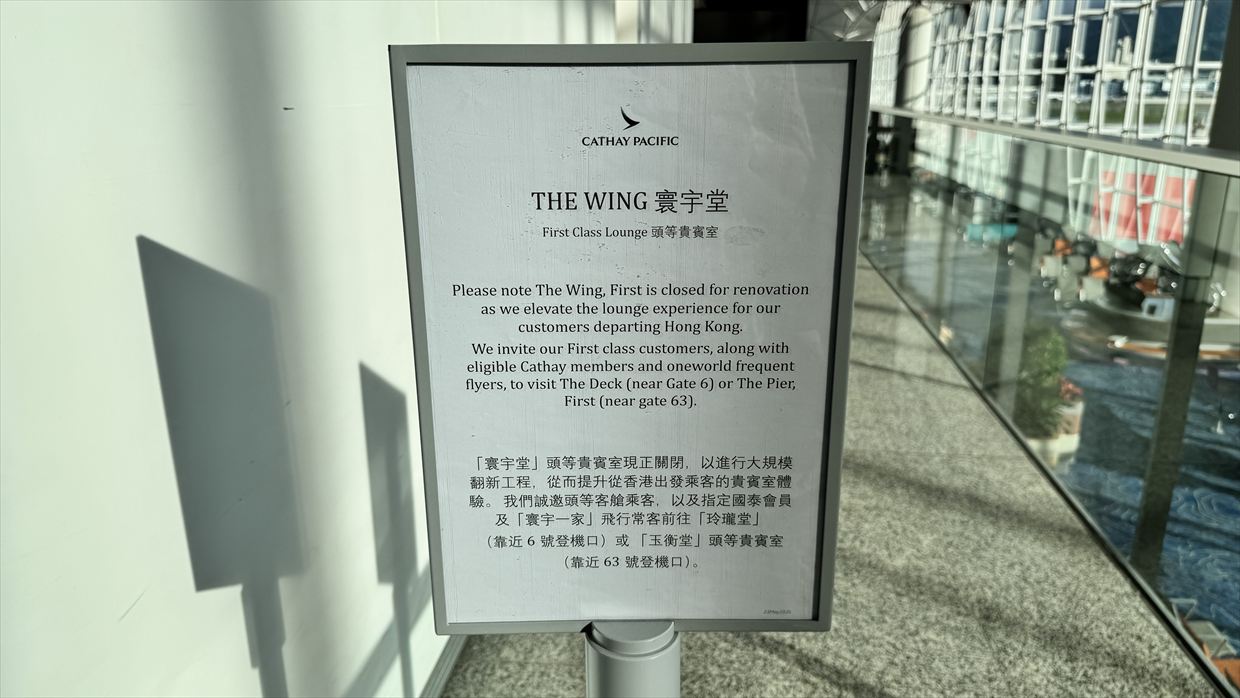 CATHAY PACIFIC
THE WING 寰宇堂
First Class Lounge 頭等貴賓室
Please note The Wing, First is closed for renovation
as we elevate the lounge experience for our
customers departing Hong Kong.
We invite our First class customers, along with
eligible Cathay members and oneworld frequent
flyers, to visit The Deck (near Gate 6) or The Pier,
First (near gate 63).
「寰宇堂」頭等貴賓室現正關閉，以進行大規模
翻新工程，從而提升從香港出發乘客的貴賓室體
驗。我們誠邀頭等客艙乘客，以及指定國泰會員
及「寰宇一家」飛行常客前往「玲瓏堂」
（靠近 6 號登機口）或 「玉衡堂」頭等貴賓室
（靠近 63 號登機口）。